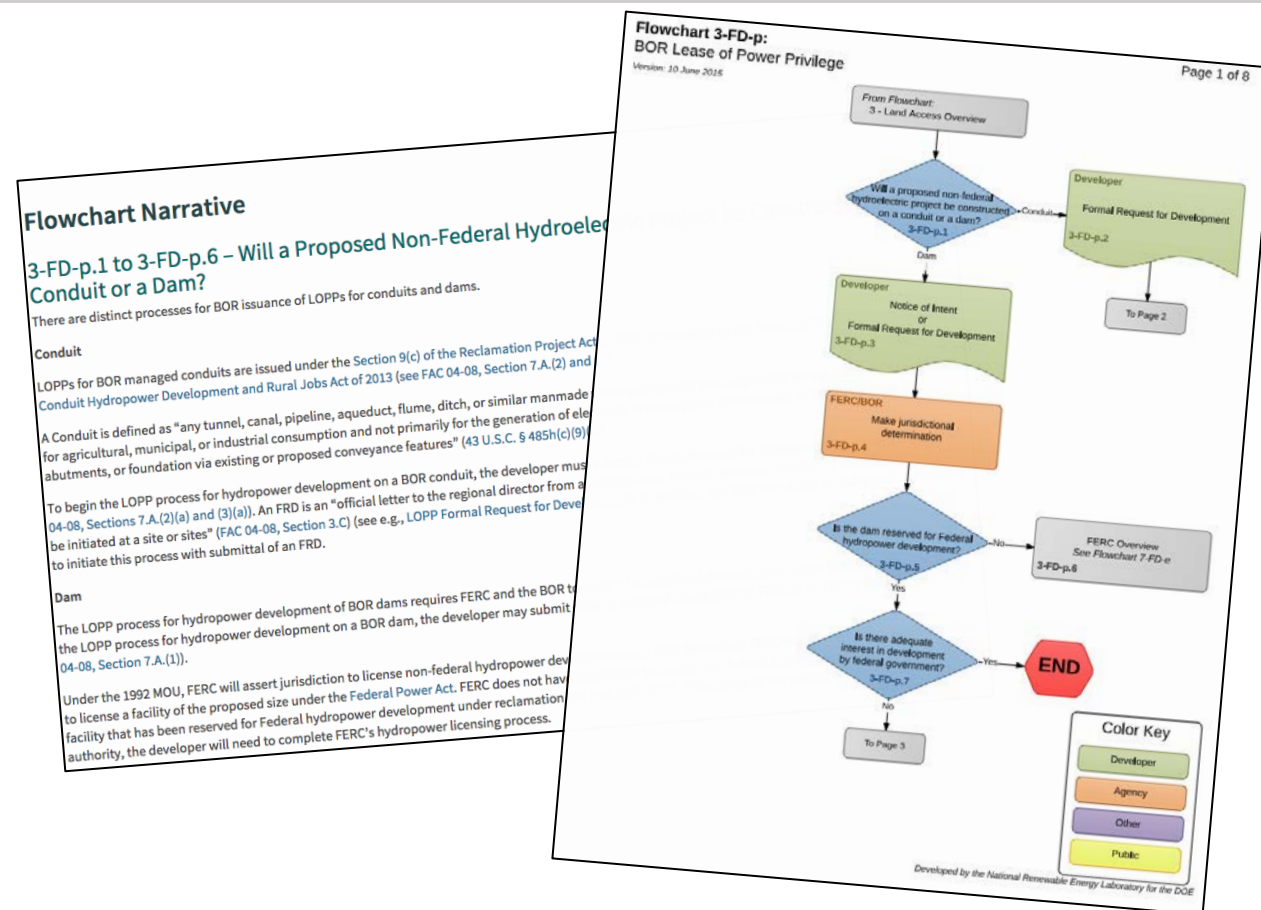 Flowchart Narrative
3-FD-p.1 to 3-FD-p.6 – Will a Proposed Non-Federal Hydroelec
Conduit or a Dam?
There are distinct processes for BOR issuance of LOPPs for conduits and dams.
Conduit
LOPPs for BOR managed conduits are issued under the Section 9(c) of the Reclamation Project Act
Conduit Hydropower Development and Rural Jobs Act of 2013 (see FAC 04-08, Section 7.A.(2) and
A Conduit is defined as “any tunnel, canal, pipeline, aqueduct, flume, ditch, or similar manmade
for agricultural, municipal, or industrial consumption and not primarily for the generation of ele
abutments, or foundation via existing or proposed conveyance features” (43 U.S.C. § 485h(c)(9)
To begin the LOPP process for hydropower development on a BOR conduit, the developer mus
04-08, Sections 7.A.(2)(a) and (3)(a)). An FRD is an “official letter to the regional director from a
be initiated at a site or sites” (FAC 04-08, Section 3.C) (see e.g., LOPP Formal Request for Deve
to initiate this process with submittal of an FRD.
Dam
The LOPP process for hydropower development of BOR dams requires FERC and the BOR to
the LOPP process for hydropower development on a BOR dam, the developer may submit
04-08, Section 7.A.(1)).
Under the 1992 MOU, FERC will assert jurisdiction to license non-federal hydropower dev
to license a facility of the proposed size under the Federal Power Act. FERC does not hav
facility that has been reserved for Federal hydropower development under reclamation
authority, the developer will need to complete FERC’s hydropower licensing process.
Flowchart 3-FD-p:
BOR Lease of Power Privilege
Version: 10 June 2015
Page 1 of 8
From Flowchart:
3 - Land Access Overview
Will a proposed non-federal
hydroelectric project be constructed
on a conduit or a dam?
3-FD-p.1
Conduit
Developer
Formal Request for Development
3-FD-p.2
To Page 2
Dam
Developer
Notice of Intent
or
Formal Request for Development
3-FD-p.3
FERC/BOR
Make jurisdictional
determination
3-FD-p.4
Is the dam reserved for Federal
hydropower development?
3-FD-p.5
No
FERC Overview
See Flowchart 7-FD-e
3-FD-p.6
Yes
Is there adequate
interest in development
by federal government?
3-FD-p.7
Yes
END
No
To Page 3
Color Key
Developer
Agency
Other
Public
Developed by the National Renewable Energy Laboratory for the DOE